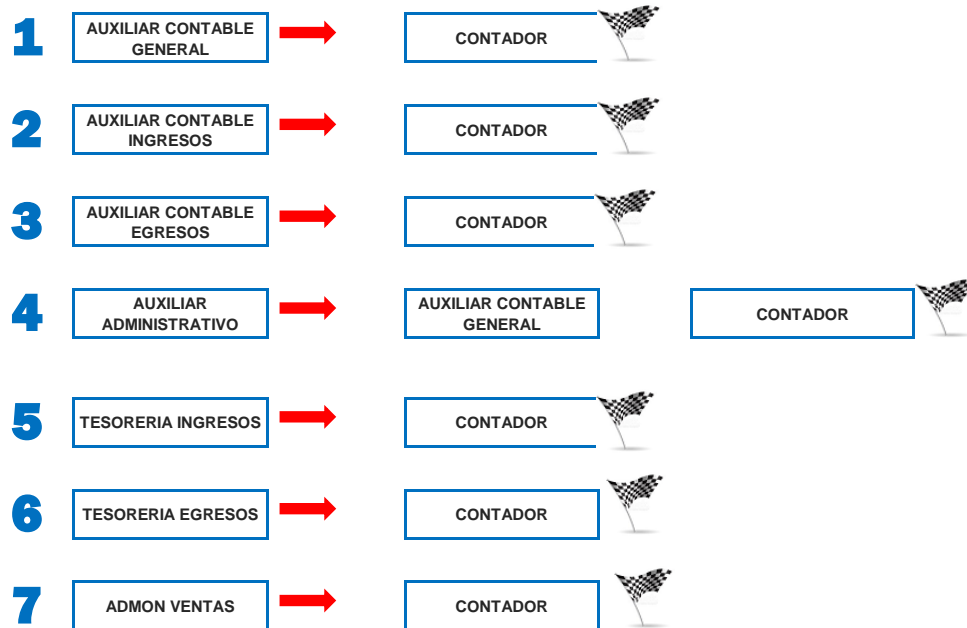 1
AUXILIAR CONTABLE
GENERAL
CONTADOR
2
AUXILIAR CONTABLE
INGRESOS
CONTADOR
3
AUXILIAR CONTABLE
EGRESOS
CONTADOR
4
AUXILIAR
ADMINISTRATIVO
AUXILIAR CONTABLE
GENERAL
CONTADOR
5
TESORERIA INGRESOS
CONTADOR
6
TESORERIA EGRESOS
CONTADOR
7
ADMON VENTAS
CONTADOR